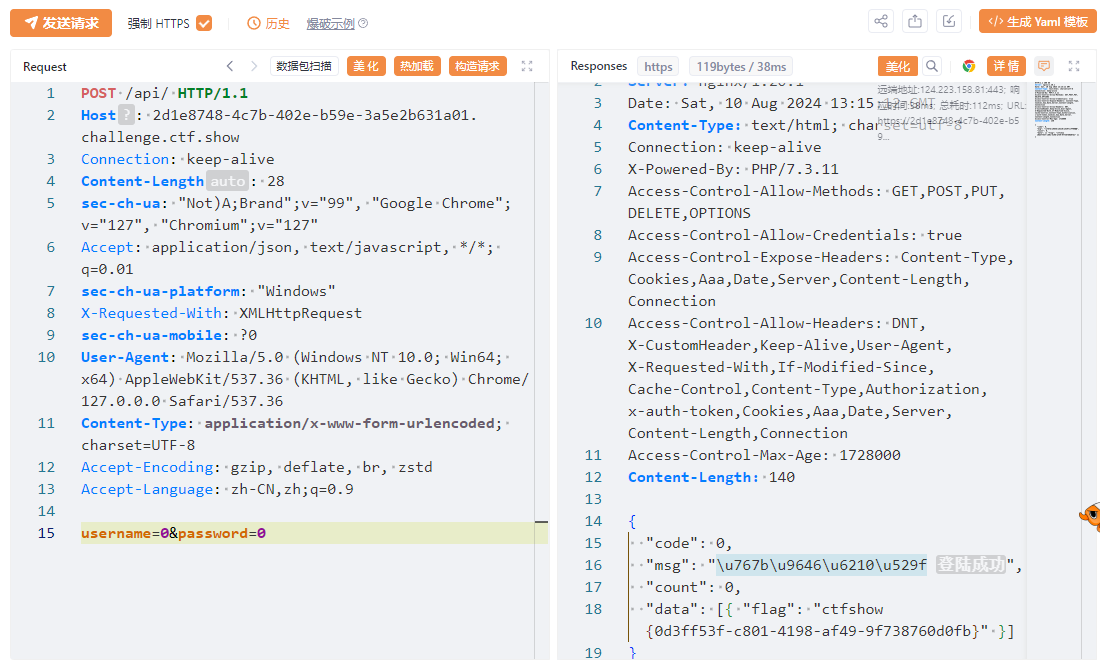 发送请求 强制 HTTPS 历史 爆破示例 生成 Yaml 模板
Request 数据包扫描 美化 热加载 构造请求
1 POST /api/ HTTP/1.1
2 Host ? : 2d1e8748-4c7b-402e-b59e-3a5e2b631a01.
challenge.ctf.show
3 Connection: keep-alive
4 Content-Length auto : 28
5 sec-ch-ua: "Not)A;Brand";v="99", "Google Chrome";
v="127", "Chromium";v="127"
6 Accept: application/json, text/javascript, */*;
q=0.01
7 sec-ch-ua-platform: "Windows"
8 X-Requested-With: XMLHttpRequest
9 sec-ch-ua-mobile: ?0
10 User-Agent: Mozilla/5.0 (Windows NT 10.0; Win64;
x64) AppleWebKit/537.36 (KHTML, like Gecko) Chrome/
127.0.0.0 Safari/537.36
11 Content-Type: application/x-www-form-urlencoded;
charset=UTF-8
12 Accept-Encoding: gzip, deflate, br, zstd
13 Accept-Language: zh-CN,zh;q=0.9
14
15 username=0&password=0
Responses https 119bytes / 38ms 美化 详情
远端地址:124.223.158.81:443; 响
应时间:38ms; 总耗时:112ms; URL:
https://2d1e8748-4c7b-402e-b5
9...
3 Date: Sat, 10 Aug 2024 13:15
4 Content-Type: text/html; charset=utf-8
5 Connection: keep-alive
6 X-Powered-By: PHP/7.3.11
7 Access-Control-Allow-Methods: GET,POST,PUT,
DELETE,OPTIONS
8 Access-Control-Allow-Credentials: true
9 Access-Control-Expose-Headers: Content-Type,
Cookies,Aaa,Date,Server,Content-Length,
Connection
10 Access-Control-Allow-Headers: DNT,
X-CustomHeader,Keep-Alive,User-Agent,
X-Requested-With,If-Modified-Since,
Cache-Control,Content-Type,Authorization,
x-auth-token,Cookies,Aaa,Date,Server,
Content-Length,Connection
11 Access-Control-Max-Age: 1728000
12 Content-Length: 140
13
14 {
15 "code": 0,
16 "msg": "\u767b\u9646\u6210\u529f 登陆成功",
17 "count": 0,
18 "data": [{ "flag": "ctfshow
{0d3ff53f-c801-4198-af49-9f738760d0fb}" }]
19 }